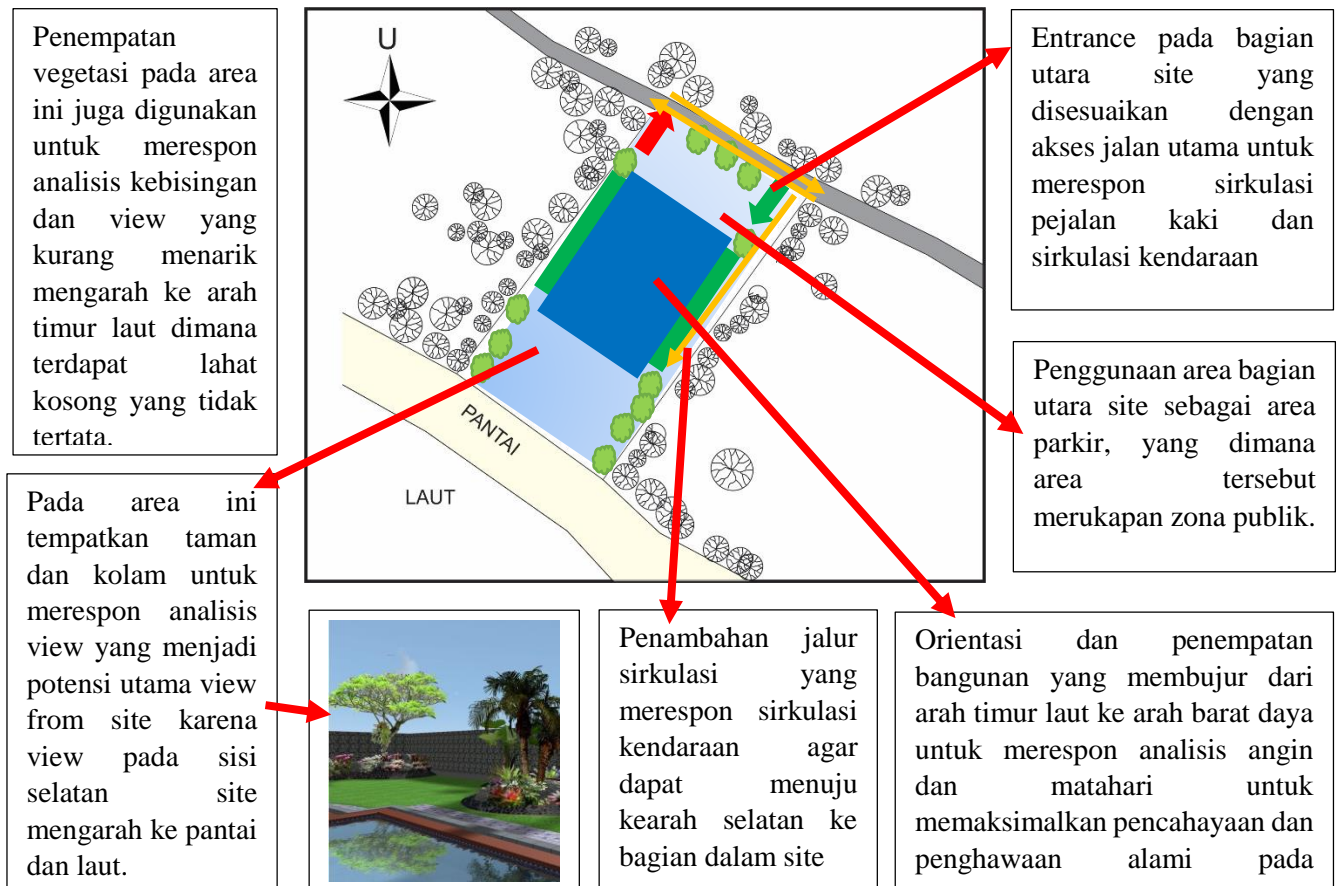 Penempatan
vegetasi pada area
ini juga digunakan
untuk merespon
analisis kebisingan
dan view yang
kurang menarik
mengarah ke arah
timur laut dimana
terdapat lahat
kosong yang tidak
tertata.
U
PANTAI
LAUT
Entrance pada bagian
utara site yang
disesuaikan dengan
akses jalan utama untuk
merespon sirkulasi
pejalan kaki dan
sirkulasi kendaraan
Penggunaan area bagian
utara site sebagai area
parkir, yang dimana
area tersebut
merukapan zona publik.
Pada area ini
tempatkan taman
dan kolam untuk
merespon analisis
view yang menjadi
potensi utama view
from site karena
view pada sisi
selatan site
mengarah ke pantai
dan laut.
Penambahan jalur
sirkulasi yang
merespon sirkulasi
kendaraan agar
dapat menuju
kearah selatan ke
bagian dalam site
Orientasi dan penempatan
bangunan yang membujur dari
arah timur laut ke arah barat daya
untuk merespon analisis angin
dan matahari untuk
memaksimalkan pencahayaan dan
penghawaan alami pada